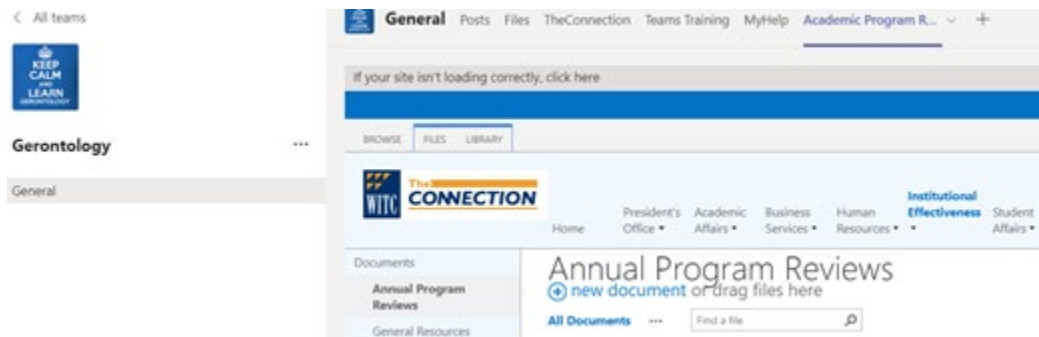 All teams
KEEP
CALM
AND
LEARN
GERONTOLOGY
Gerontology
General
General Posts Files TheConnection Teams Training MyHelp Academic Program R...
If your site isn't loading correctly, click here
BROWSE FILES LIBRARY
WITC The CONNECTION
Home President's Office Academic Affairs Business Services Human Resources Institutional Effectiveness Student Affairs
Documents
Annual Program
Reviews
General Resources
Annual Program Reviews
new document or drag files here
All Documents ... Find a file